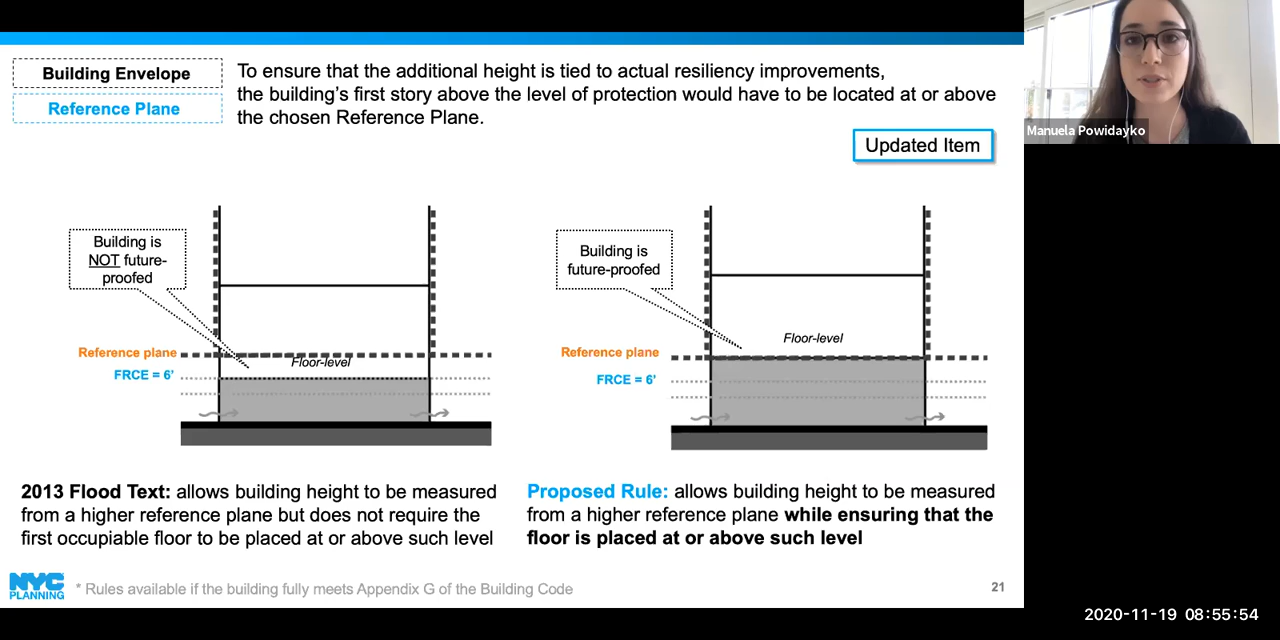 Building Envelope
Reference Plane
To ensure that the additional height is tied to actual resiliency improvements,
the building's first story above the level of protection would have to be located at or above
the chosen Reference Plane.
Updated Item
Manuela Powidayko
Building is
NOT future-
proofed
Reference plane
Floor-level
FRCE = 6'
Building is
future-proofed
Floor-level
Reference plane
FRCE = 6'
2013 Flood Text: allows building height to be measured
from a higher reference plane but does not require the
first occupiable floor to be placed at or above such level
Proposed Rule: allows building height to be measured
from a higher reference plane while ensuring that the
floor is placed at or above such level
NYC
PLANNING
* Rules available if the building fully meets Appendix G of the Building Code
21
2020-11-19 08:55:54